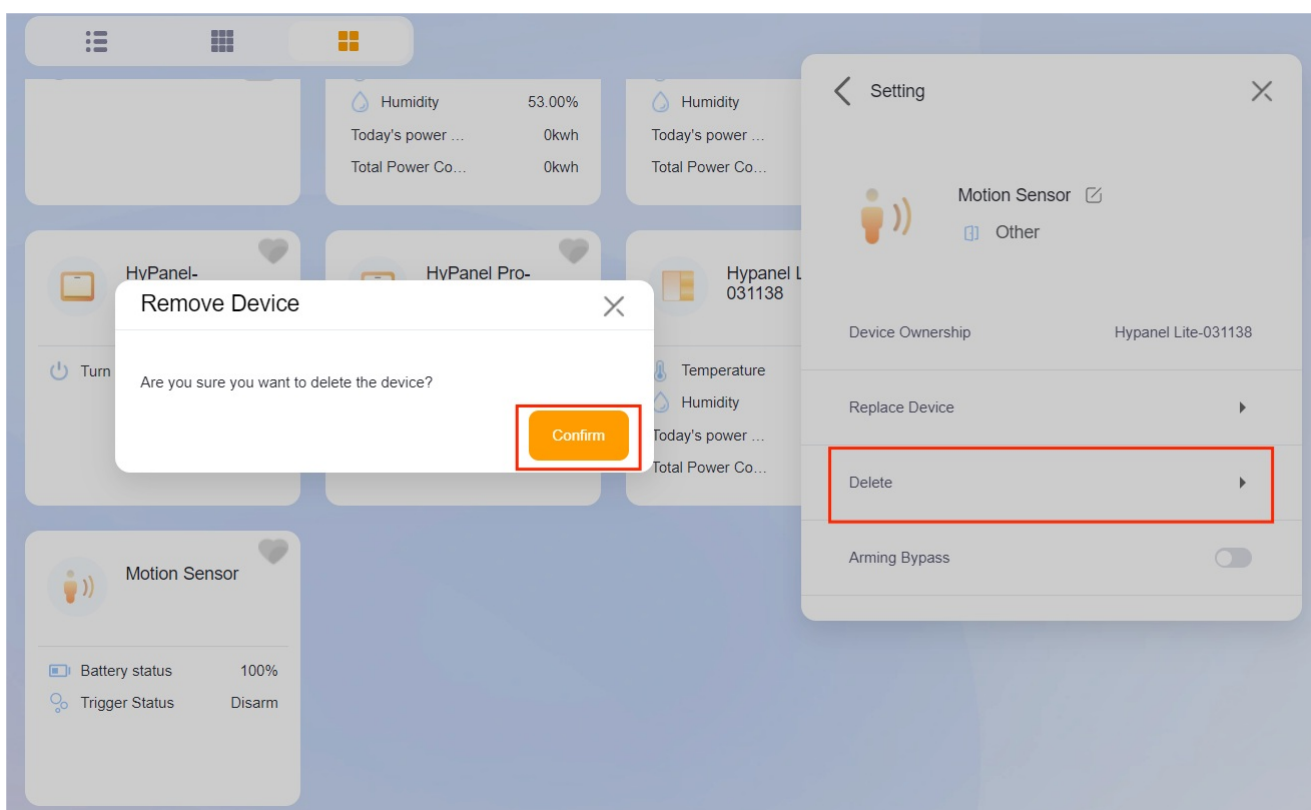 Humidity 53.00%
Today's power ... 0kwh
Total Power Co... 0kwh
Humidity
Today's power ...
Total Power Co...
Setting
Motion Sensor
Other
Device Ownership Hypanel Lite-031138
Replace Device
Delete
Arming Bypass
HyPanel-
HyPanel Pro-
Hypanel L
031138
Turn
Temperature
Humidity
Today's power ...
Total Power Co...
Remove Device
Are you sure you want to delete the device?
Confirm
Motion Sensor
Battery status 100%
Trigger Status Disarm